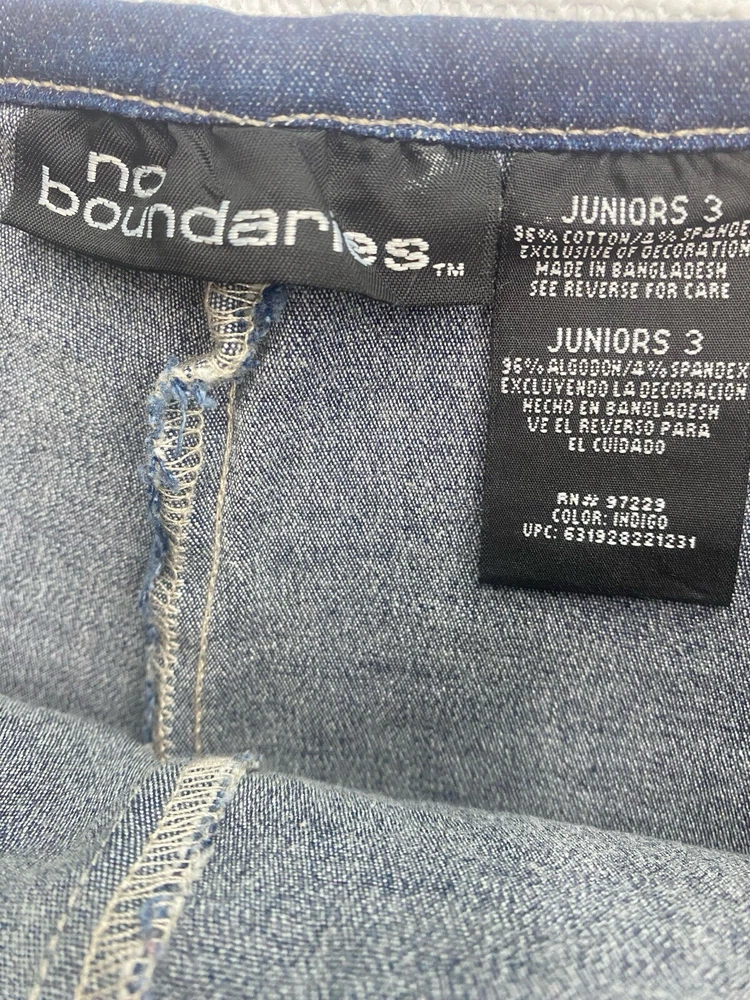 no
boundaries™
JUNIORS 3
96% COTTON/4% SPANDE
EXCLUSIVE OF DECORATION
MADE IN BANGLADESH
SEE REVERSE FOR CARE
JUNIORS 3
96% ALGODON/4% SPANDEX
EXCLUYENDO LA DECORACIÓN
HECHO EN BANGLADESH
VE EL REVERSO PARA
EL CUIDADO
RN# 97229
COLOR: INDIGO
UPC: 631928221231